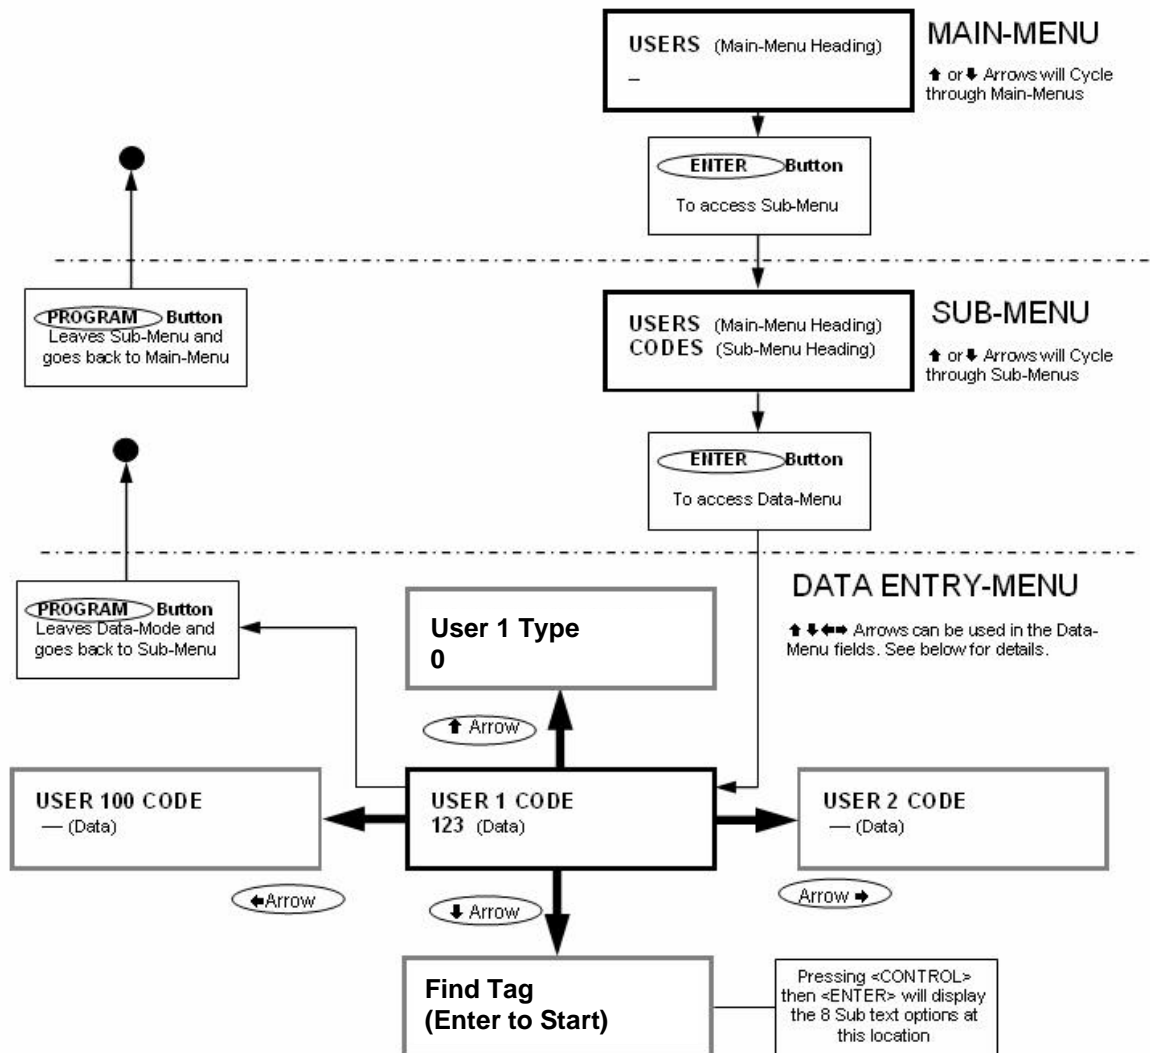 USERS (Main-Menu Heading)
_
MAIN-MENU
⬆ or ⬇ Arrows will Cycle
through Main-Menus
ENTER Button
To access Sub-Menu
PROGRAM Button
Leaves Sub-Menu and
goes back to Main-Menu
USERS (Main-Menu Heading)
CODES (Sub-Menu Heading)
SUB-MENU
⬆ or ⬇ Arrows will Cycle
through Sub-Menus
ENTER Button
To access Data-Menu
DATA ENTRY-MENU
⬆⬇⬅➡ Arrows can be used in the Data-
Menu fields. See below for details.
PROGRAM Button
Leaves Data-Mode and
goes back to Sub-Menu
User 1 Type
0
⬆ Arrow
USER 100 CODE
— (Data)
USER 1 CODE
123 (Data)
USER 2 CODE
— (Data)
⬅Arrow
⬇ Arrow
Arrow ➡
Find Tag
(Enter to Start)
Pressing <CONTROL>
then <ENTER> will display
the 8 Sub text options at
this location